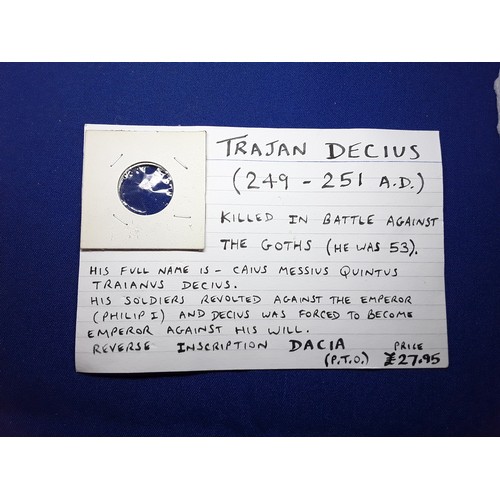 TRAJAN DECIUS
(249 - 251 A.D.)
KILLED IN BATTLE AGAINST
THE GOTHS (HE WAS 53).
HIS FULL NAME IS - CAIUS MESSIUS QUINTUS
TRAIANUS DECIUS.
HIS SOLDIERS REVOLTED AGAINST THE EMPEROR
(PHILIP I) AND DECIUS WAS FORCED TO BECOME
EMPEROR AGAINST HIS WILL.
REVERSE INSCRIPTION DACIA PRICE
(P.T.O.) £27.95